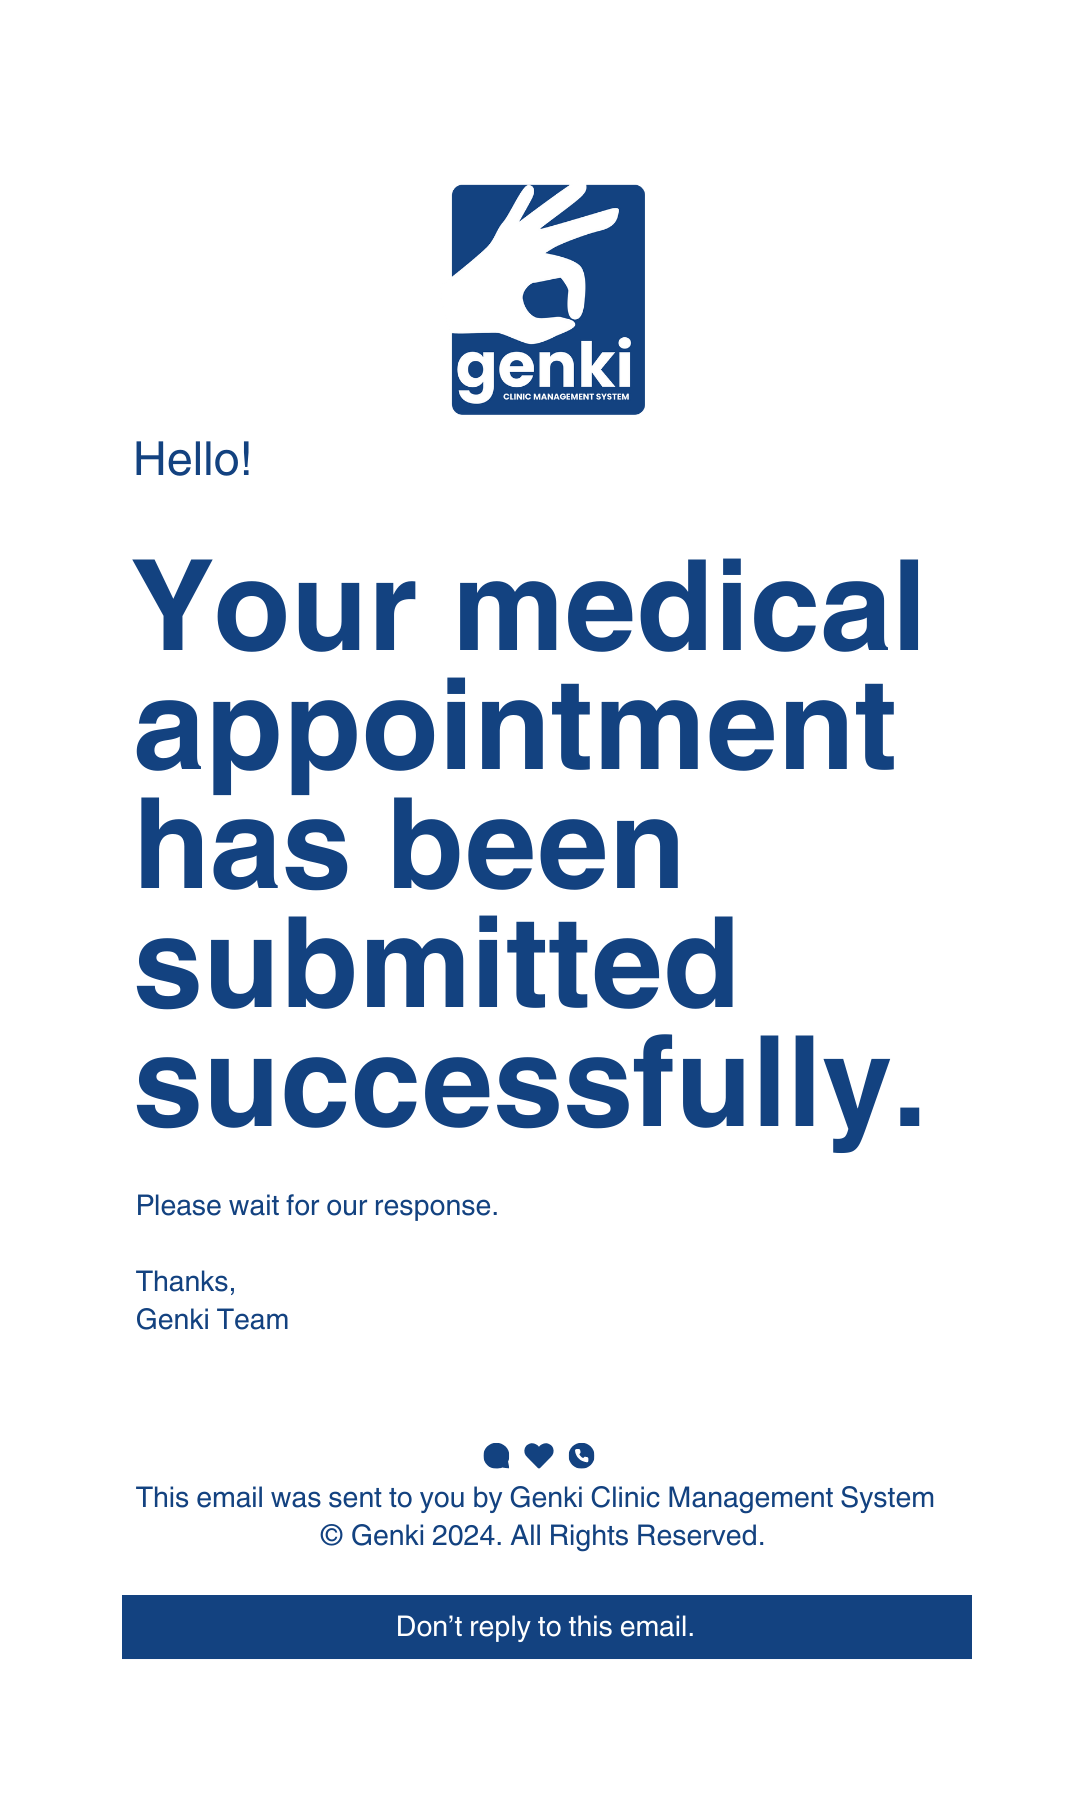 genki
CLINIC MANAGEMENT SYSTEM
Hello!
Your medical
appointment
has been
submitted
successfully.
Please wait for our response.
Thanks,
Genki Team
This email was sent to you by Genki Clinic Management System
© Genki 2024. All Rights Reserved.
Don’t reply to this email.